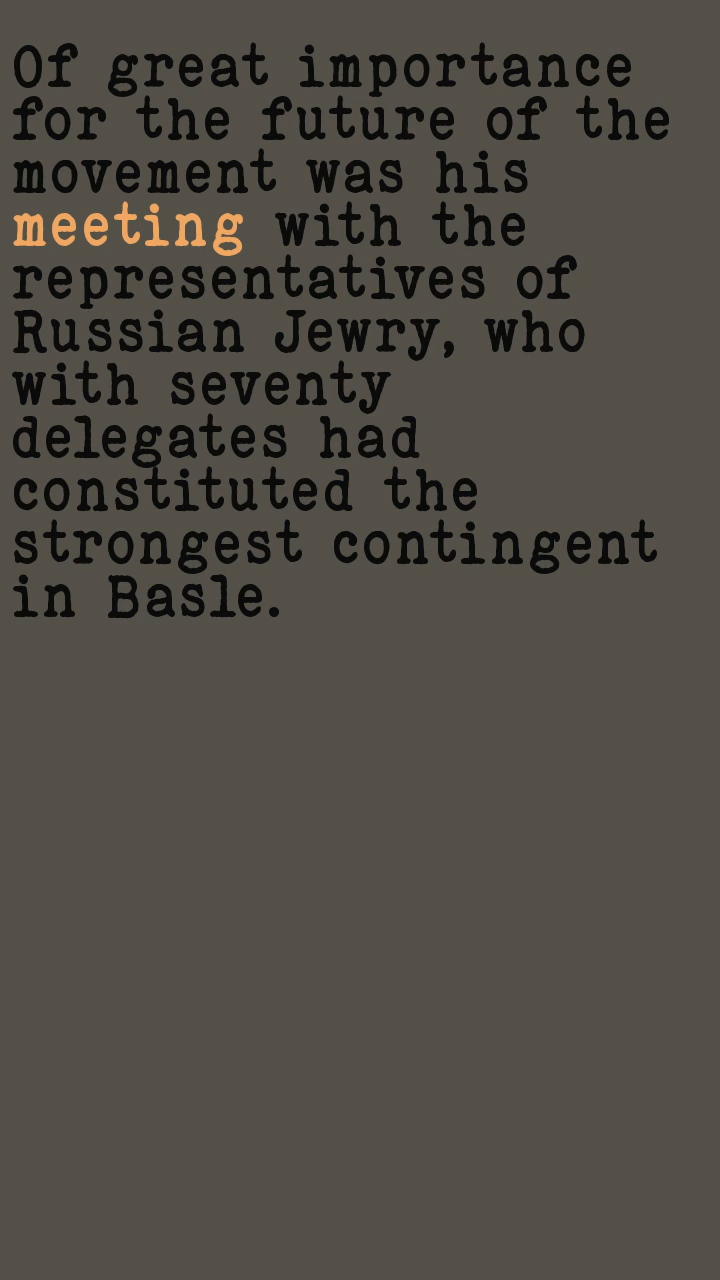 Of great importance
for the future of the
movement was his
meeting with the
representatives of
Russian Jewry, who
with seventy
delegates had
constituted the
strongest contingent
in Basle.